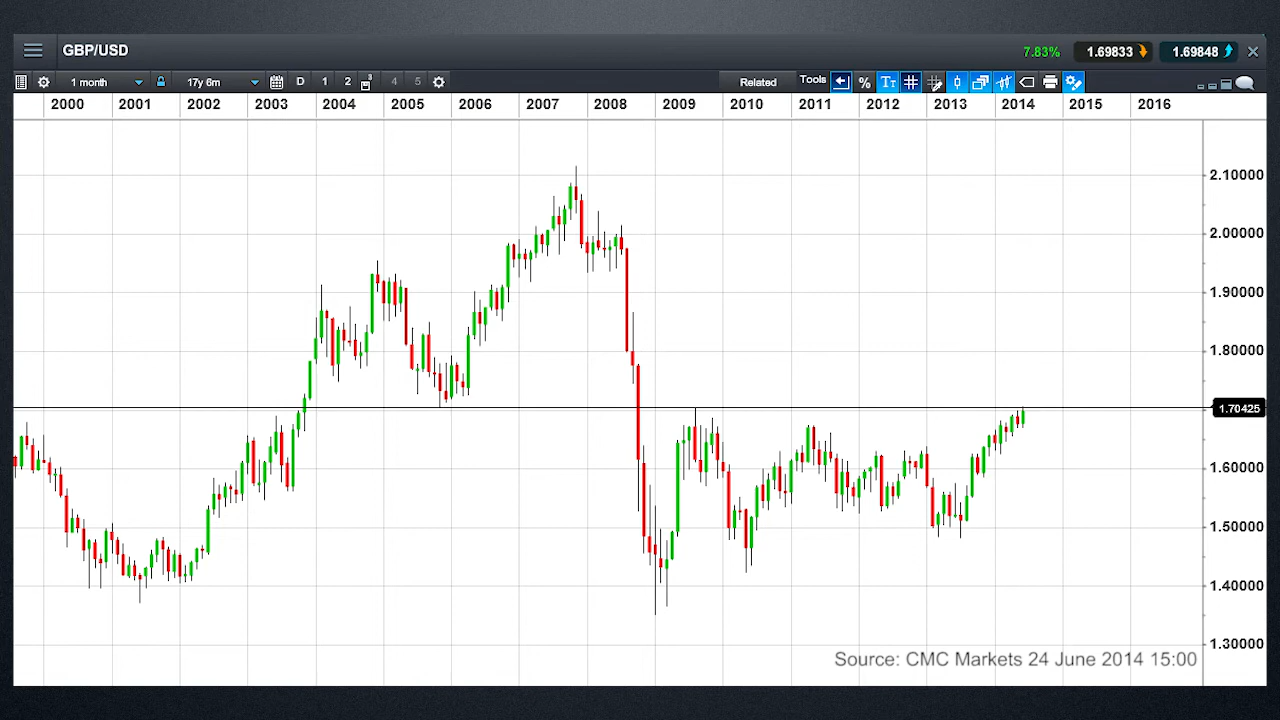 GBP/USD 7.83% 1.69833 1.69848
1 month 17y 6m D 1 2 3 4 5 Related Tools % TT
2000 2001 2002 2003 2004 2005 2006 2007 2008 2009 2010 2011 2012 2013 2014 2015 2016
2.10000
2.00000
1.90000
1.80000
1.70425
1.60000
1.50000
1.40000
1.30000
Source: CMC Markets 24 June 2014 15:00